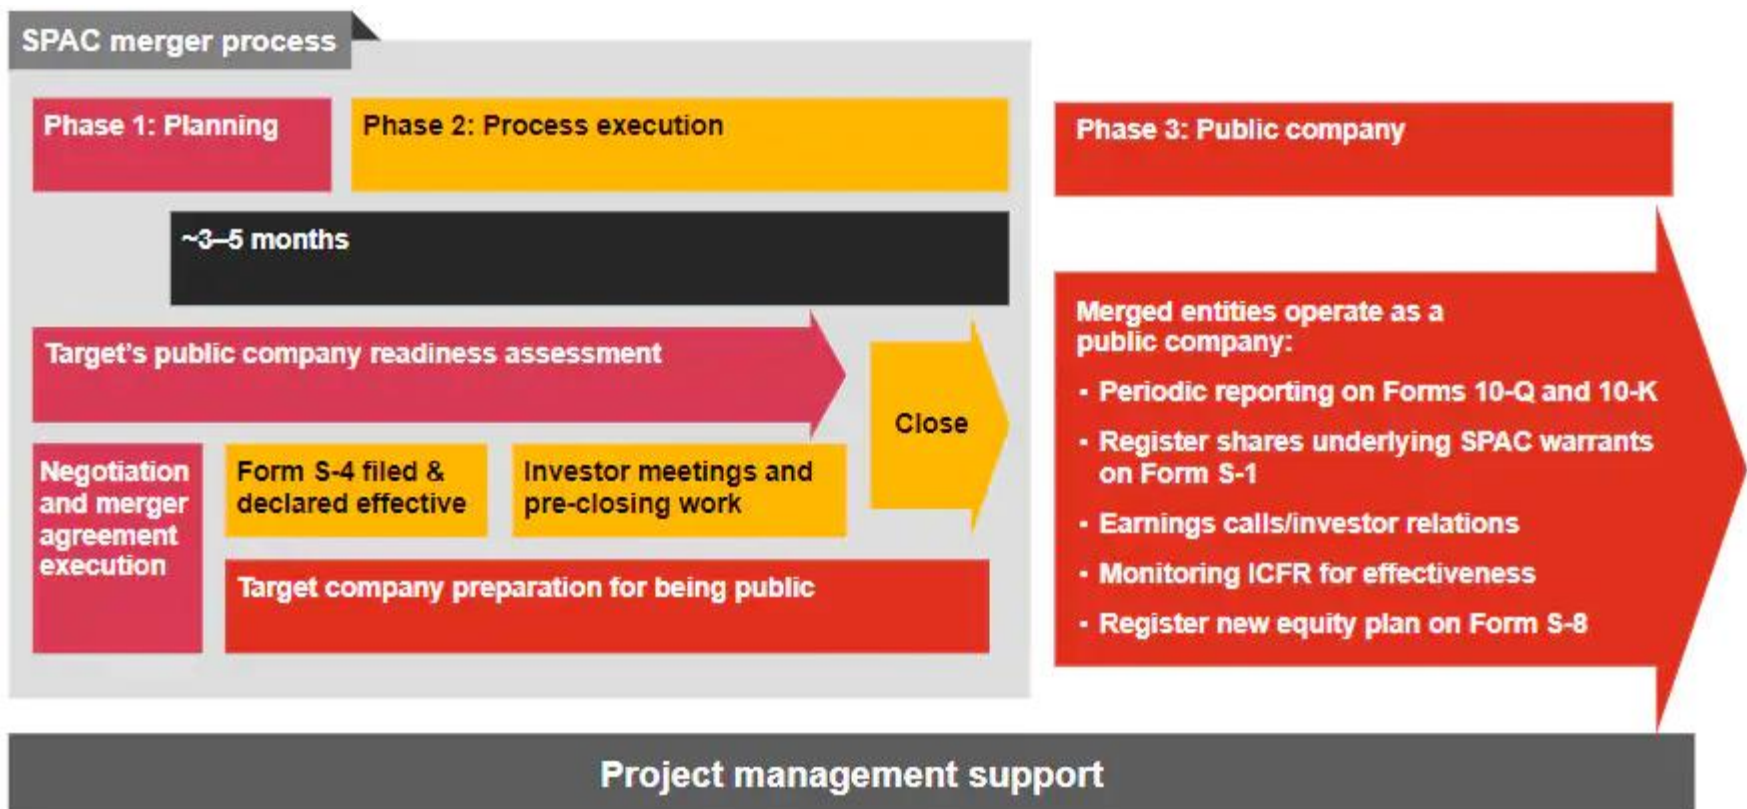 SPAC merger process
Phase 1: Planning
Phase 2: Process execution
~3–5 months
Target's public company readiness assessment
Negotiation
and merger
agreement
execution
Form S-4 filed &
declared effective
Investor meetings and
pre-closing work
Close
Target company preparation for being public
Phase 3: Public company
Merged entities operate as a
public company:
▪ Periodic reporting on Forms 10-Q and 10-K
▪ Register shares underlying SPAC warrants
on Form S-1
▪ Earnings calls/investor relations
▪ Monitoring ICFR for effectiveness
▪ Register new equity plan on Form S-8
Project management support